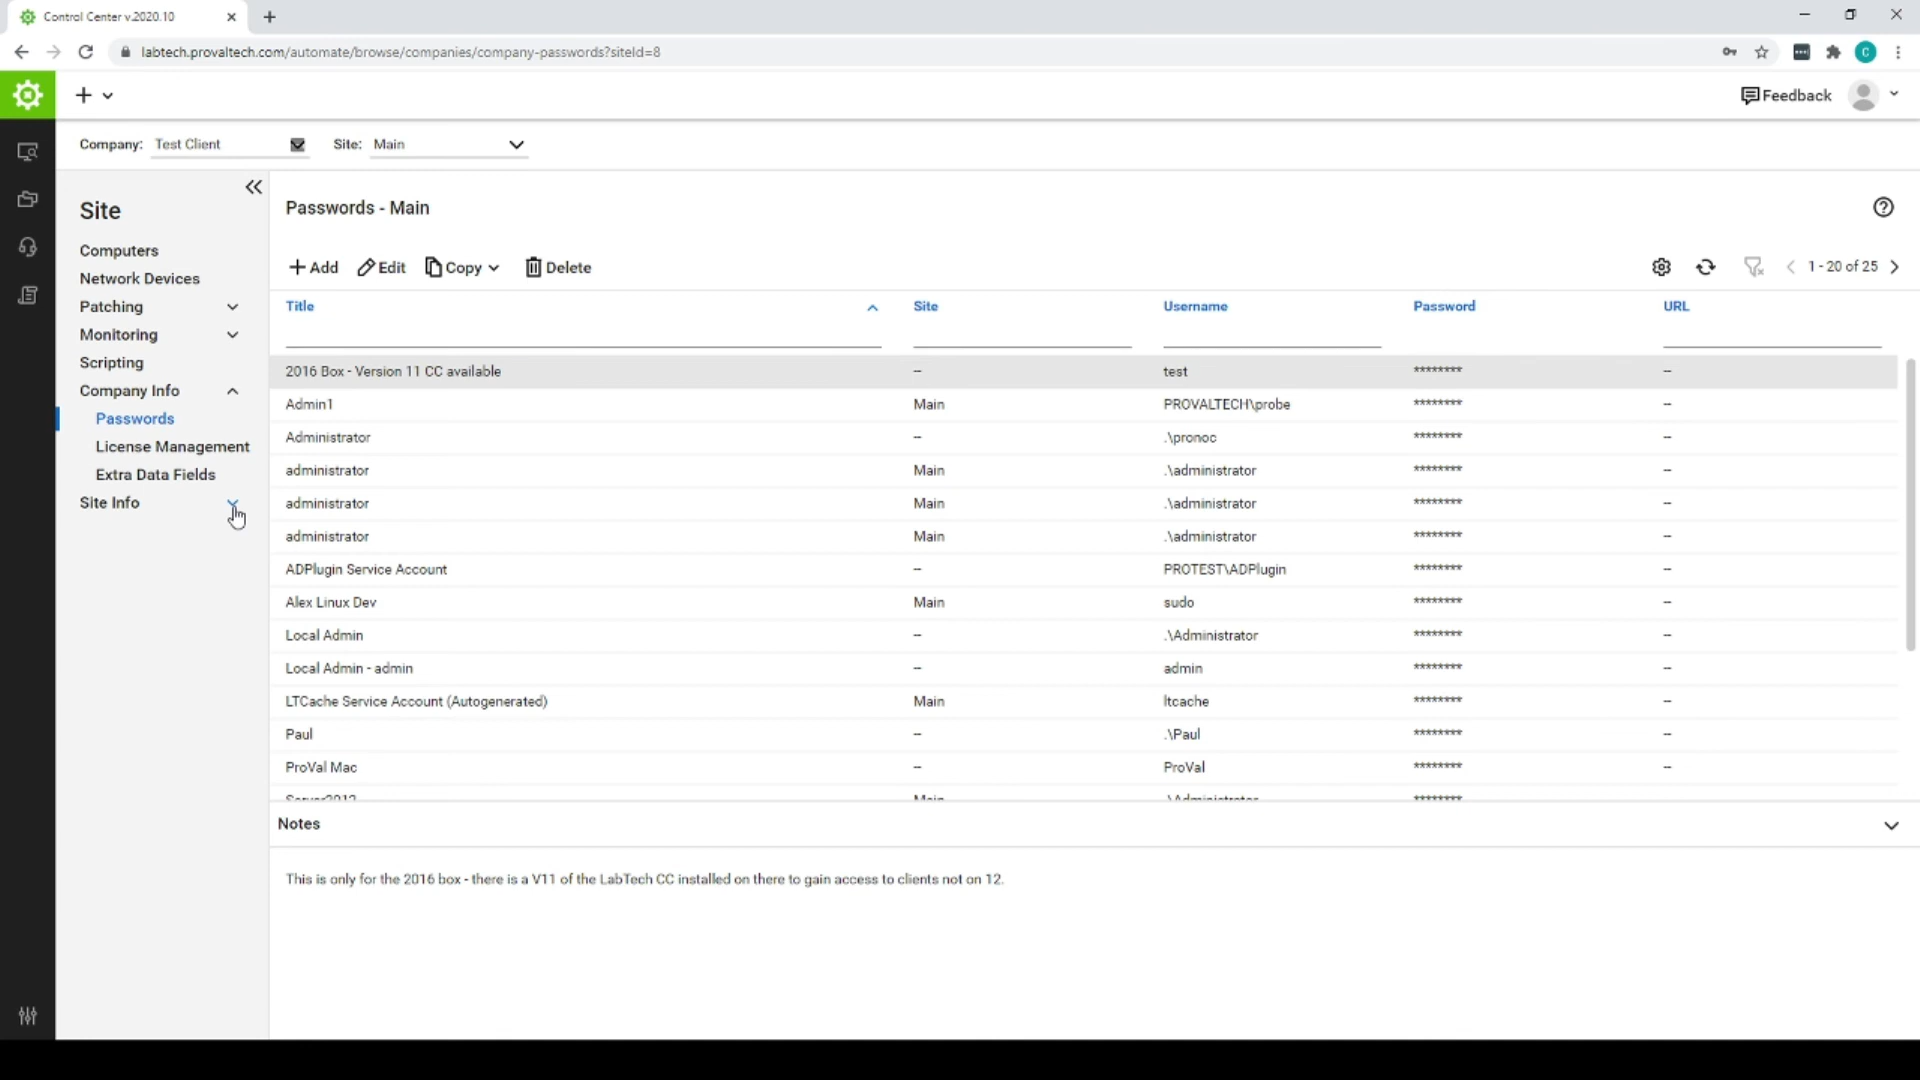 Control Center v.2020.10
labtech.provaltech.com/automate/browse/companies/company-passwords?siteId=8
C
Feedback
Company: Test Client Site: Main
Site
Computers
Network Devices
Patching
Monitoring
Scripting
Company Info
Passwords
License Management
Extra Data Fields
Site Info
Passwords - Main
Add Edit Copy Delete 1 - 20 of 25
Title Site Username Password URL
2016 Box - Version 11 CC available -- test ******** --
Admin1 Main PROVALTECH\probe ******** --
Administrator -- .\pronoc ******** --
administrator Main .\administrator ******** --
administrator Main .\administrator ******** --
administrator Main .\administrator ******** --
ADPlugin Service Account -- PROTEST\ADPlugin ******** --
Alex Linux Dev Main sudo ******** --
Local Admin -- .\Administrator ******** --
Local Admin - admin -- admin ******** --
LTCache Service Account (Autogenerated) Main ltcache ******** --
Paul -- .\Paul ******** --
ProVal Mac -- ProVal ******** --
Server2012 Main .\Administrator ********
Notes
This is only for the 2016 box - there is a V11 of the LabTech CC installed on there to gain access to clients not on 12.